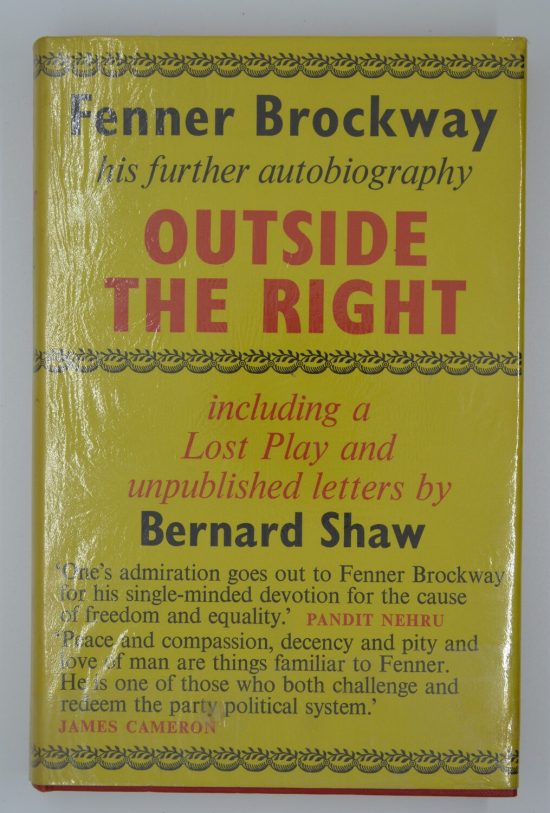 Fenner Brockway
his further autobiography
OUTSIDE
THE RIGHT
including a
Lost Play and
unpublished letters by
Bernard Shaw
‘One's admiration goes out to Fenner Brockway
for his single-minded devotion for the cause
of freedom and equality.’ PANDIT NEHRU
‘Peace and compassion, decency and pity and
love of man are things familiar to Fenner.
He is one of those who both challenge and
redeem the party political system.’
JAMES CAMERON